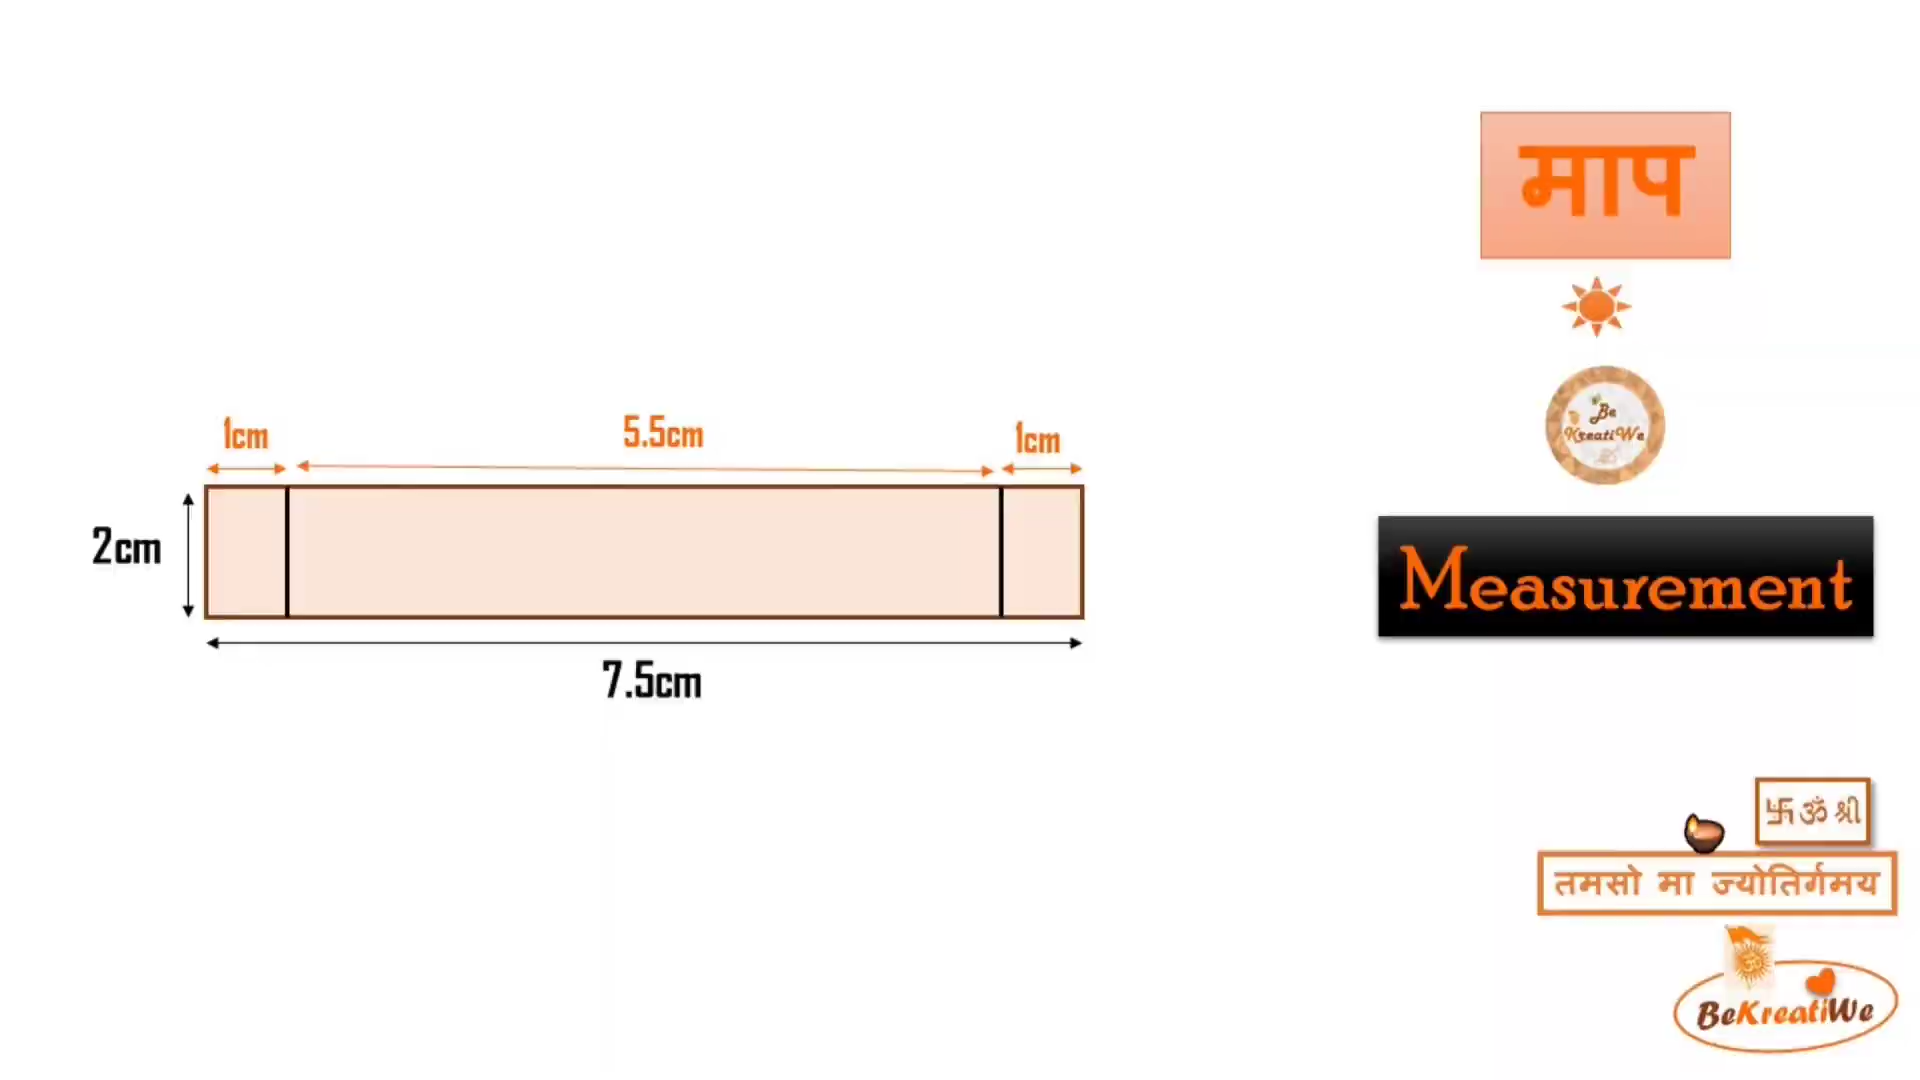 माप
Be
KreatiWe
1cm
5.5cm
1cm
2cm
7.5cm
Measurement
卐 ॐ श्री
तमसो मा ज्योतिर्गमय
ॐ
BeKreatiWe